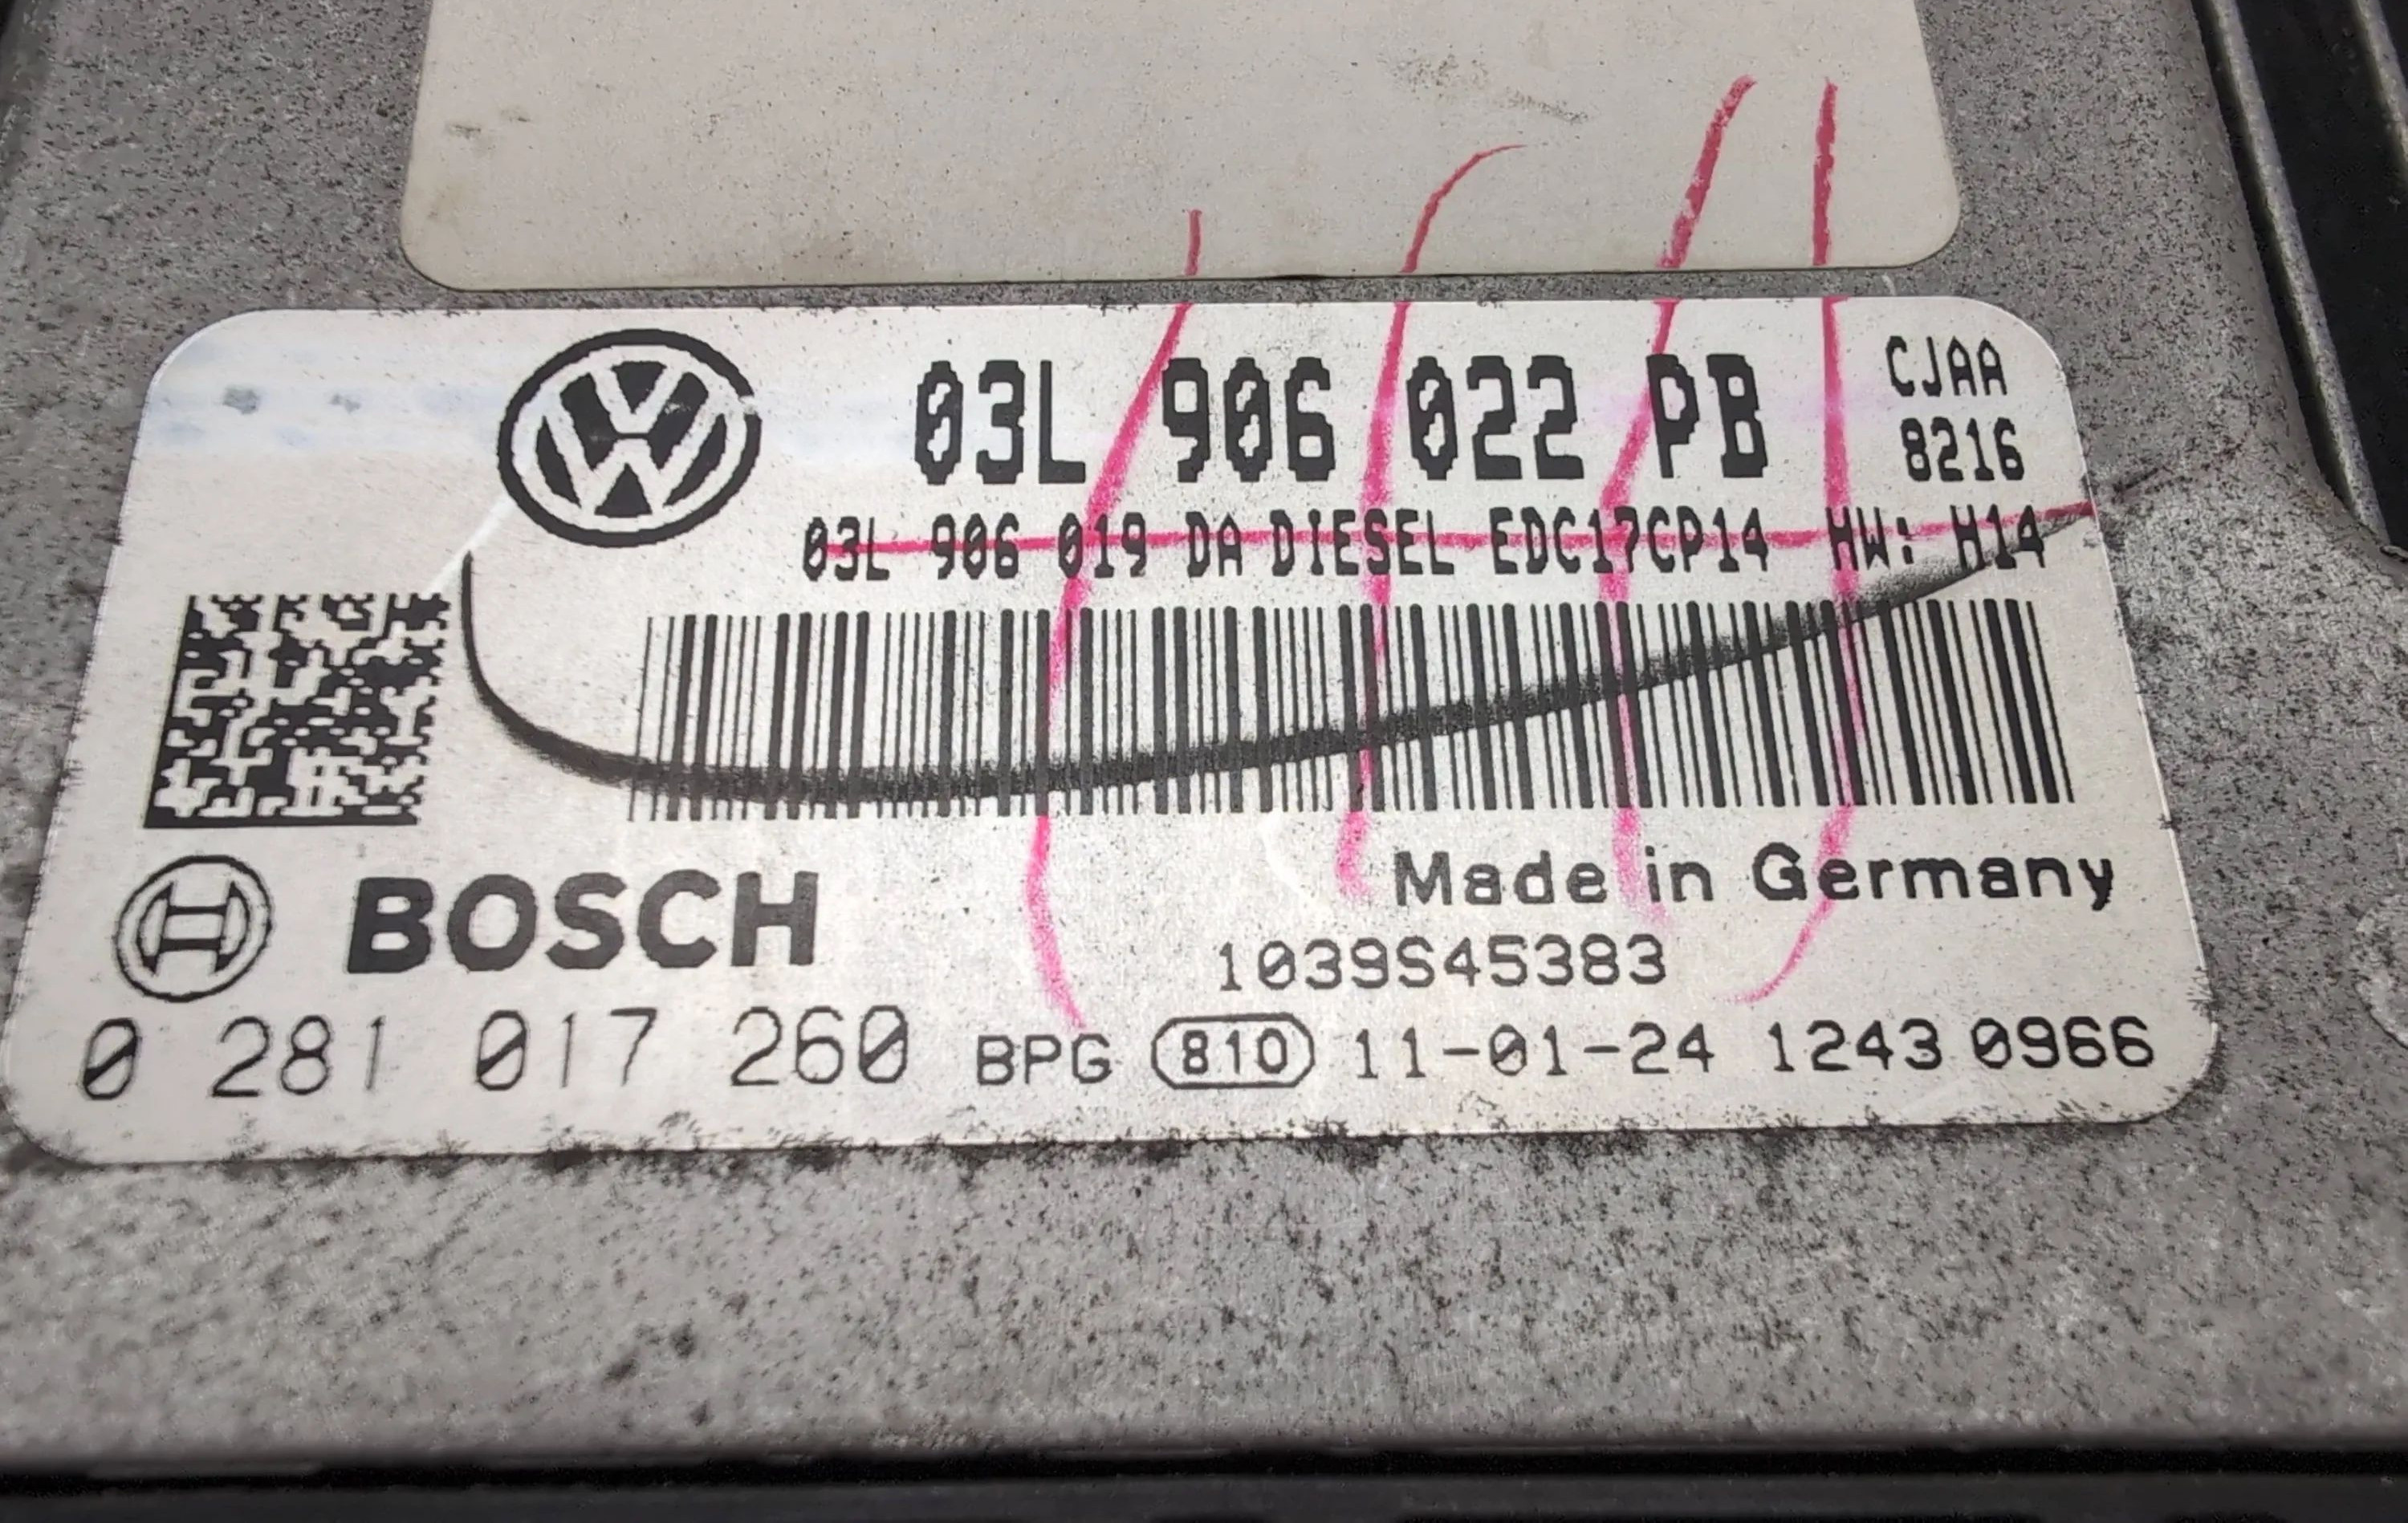 03L 906 022 PB CJAA
8216
03L 906 019 DA DIESEL EDC17CP14 HW: H14
BOSCH
Made in Germany
1039S45383
0 281 017 260 BPG 810 11-01-24 1243 0966